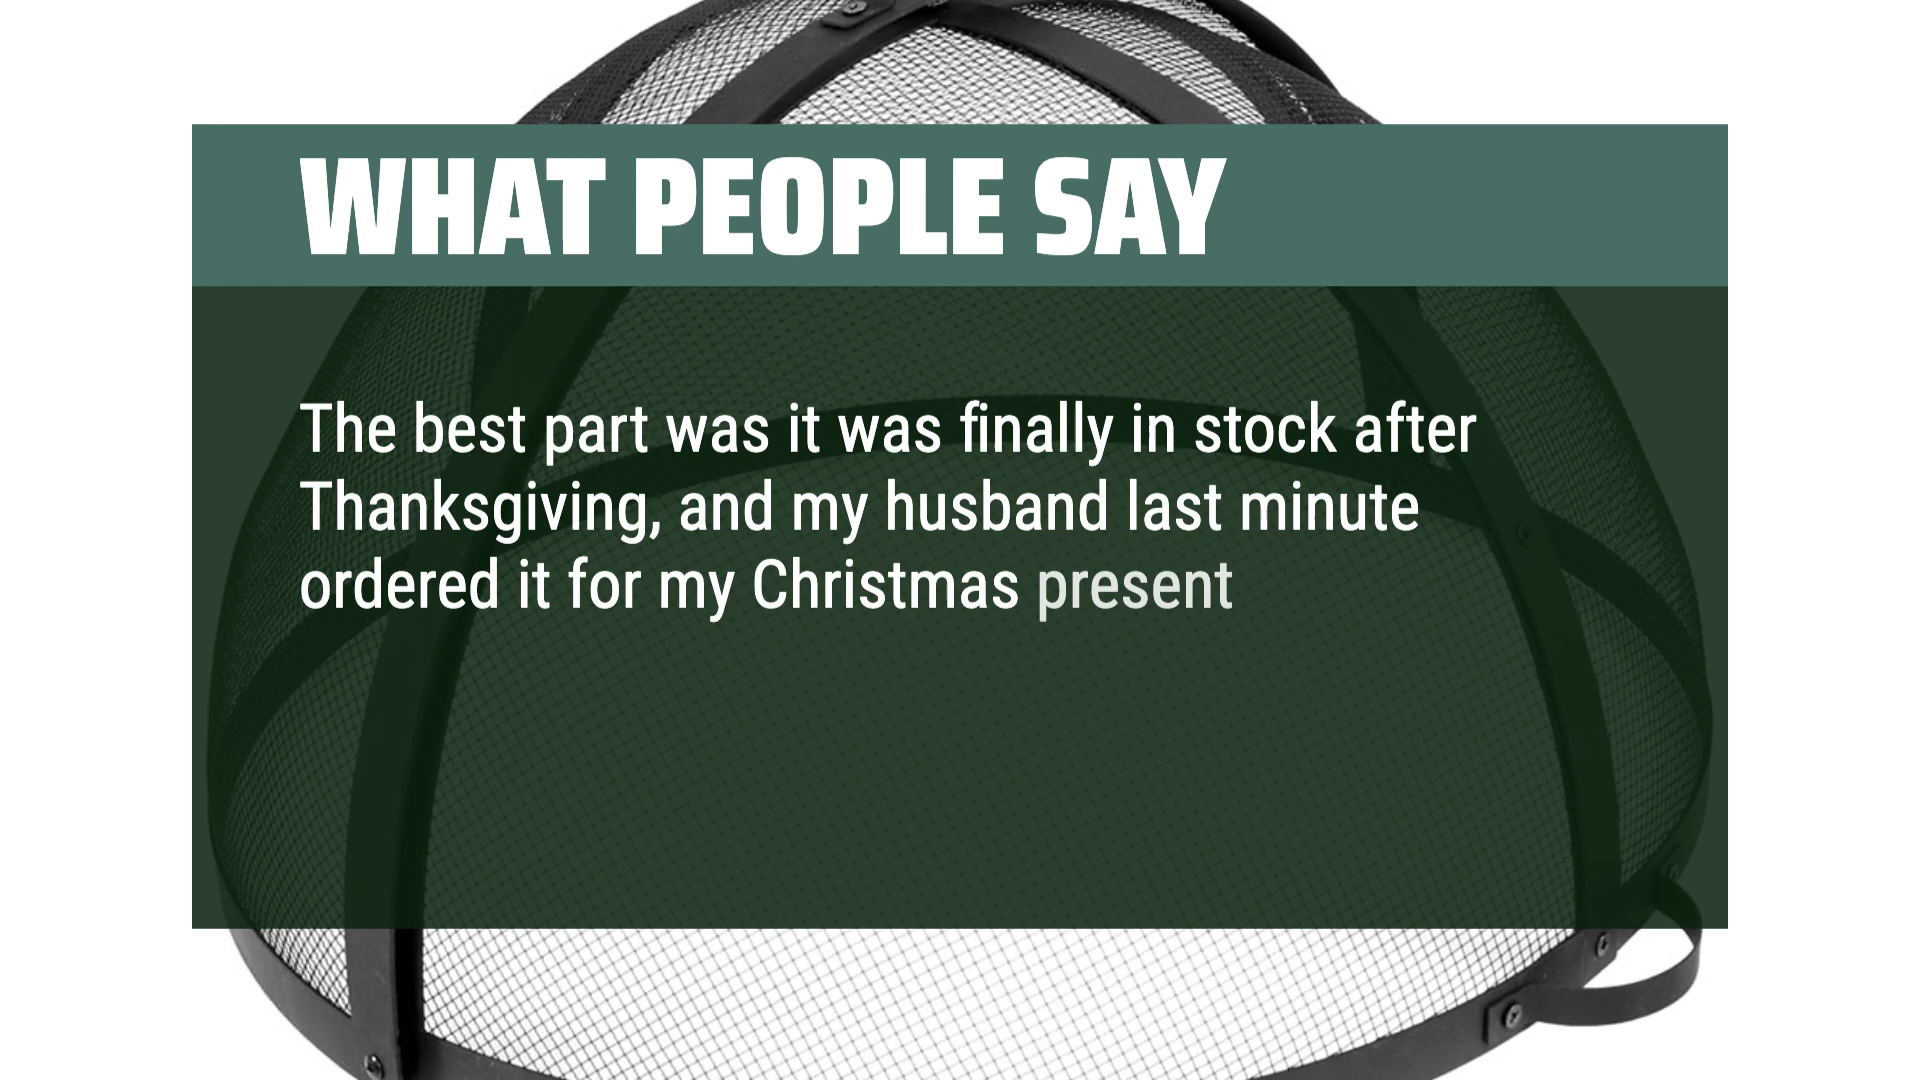 WHAT PEOPLE SAY
The best part was it was finally in stock after
Thanksgiving, and my husband last minute
ordered it for my Christmas present